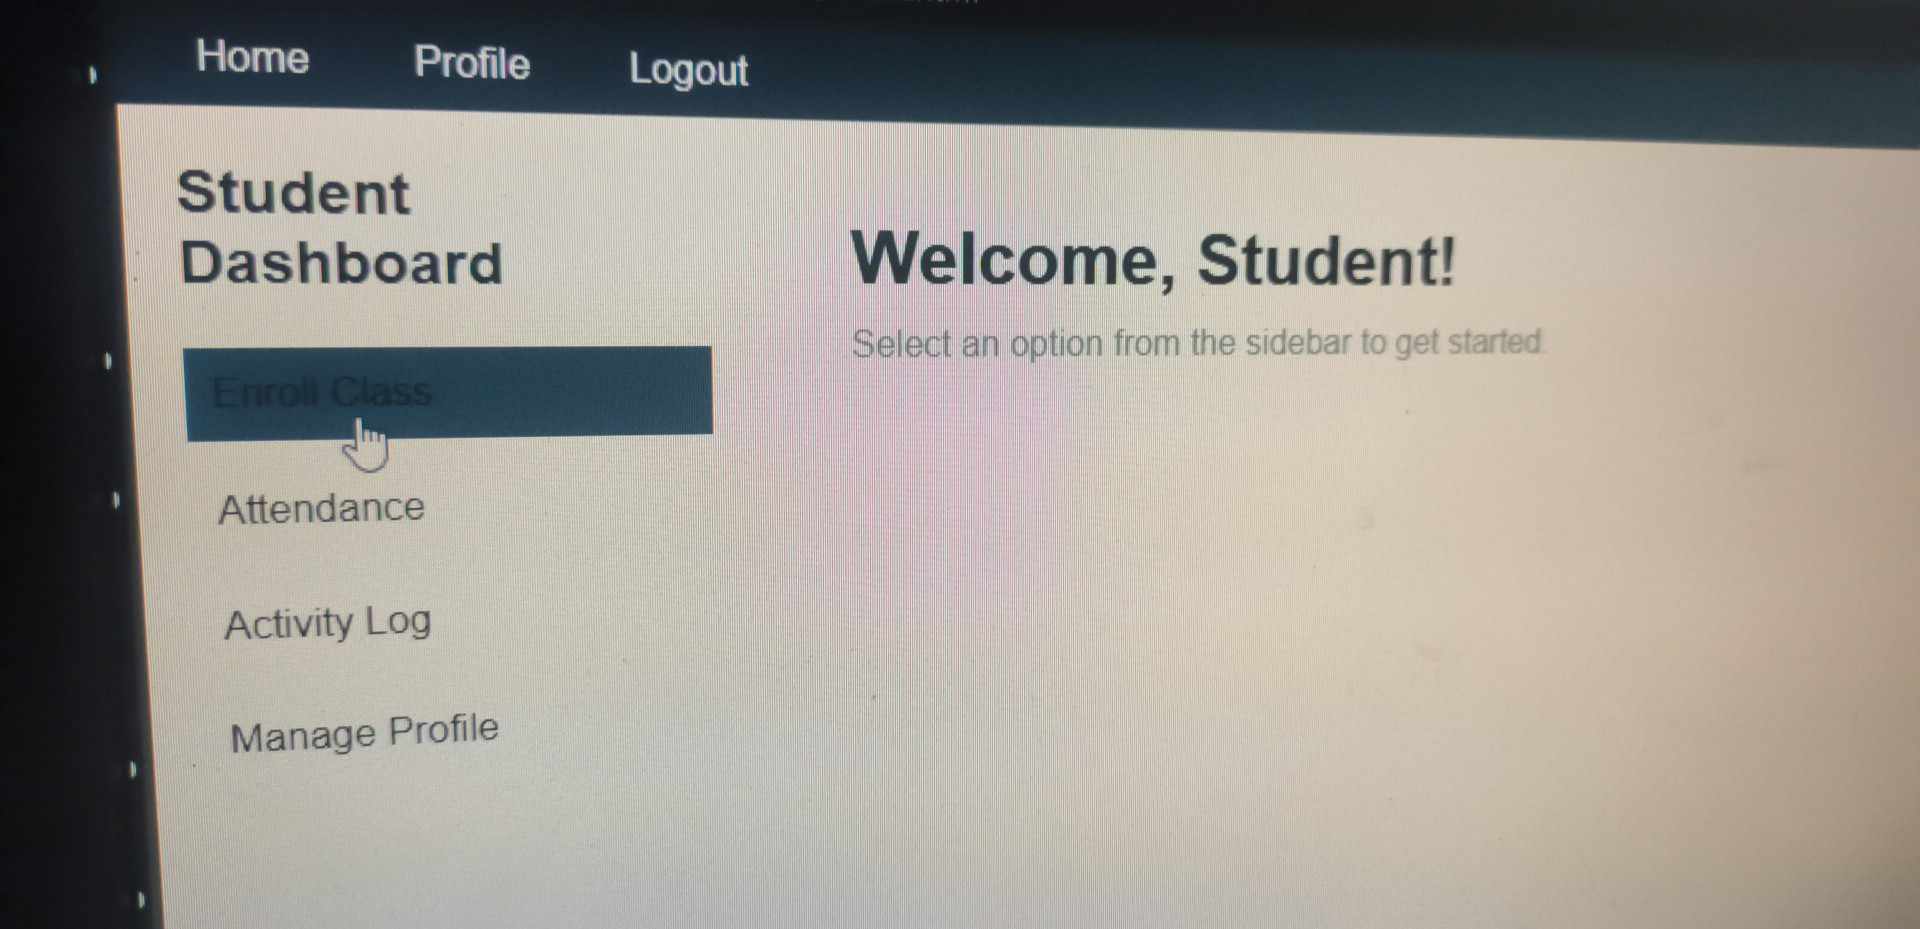 Home Profile Logout
Student
Dashboard
Welcome, Student!
Select an option from the sidebar to get started.
Enroll Class
Attendance
Activity Log
Manage Profile